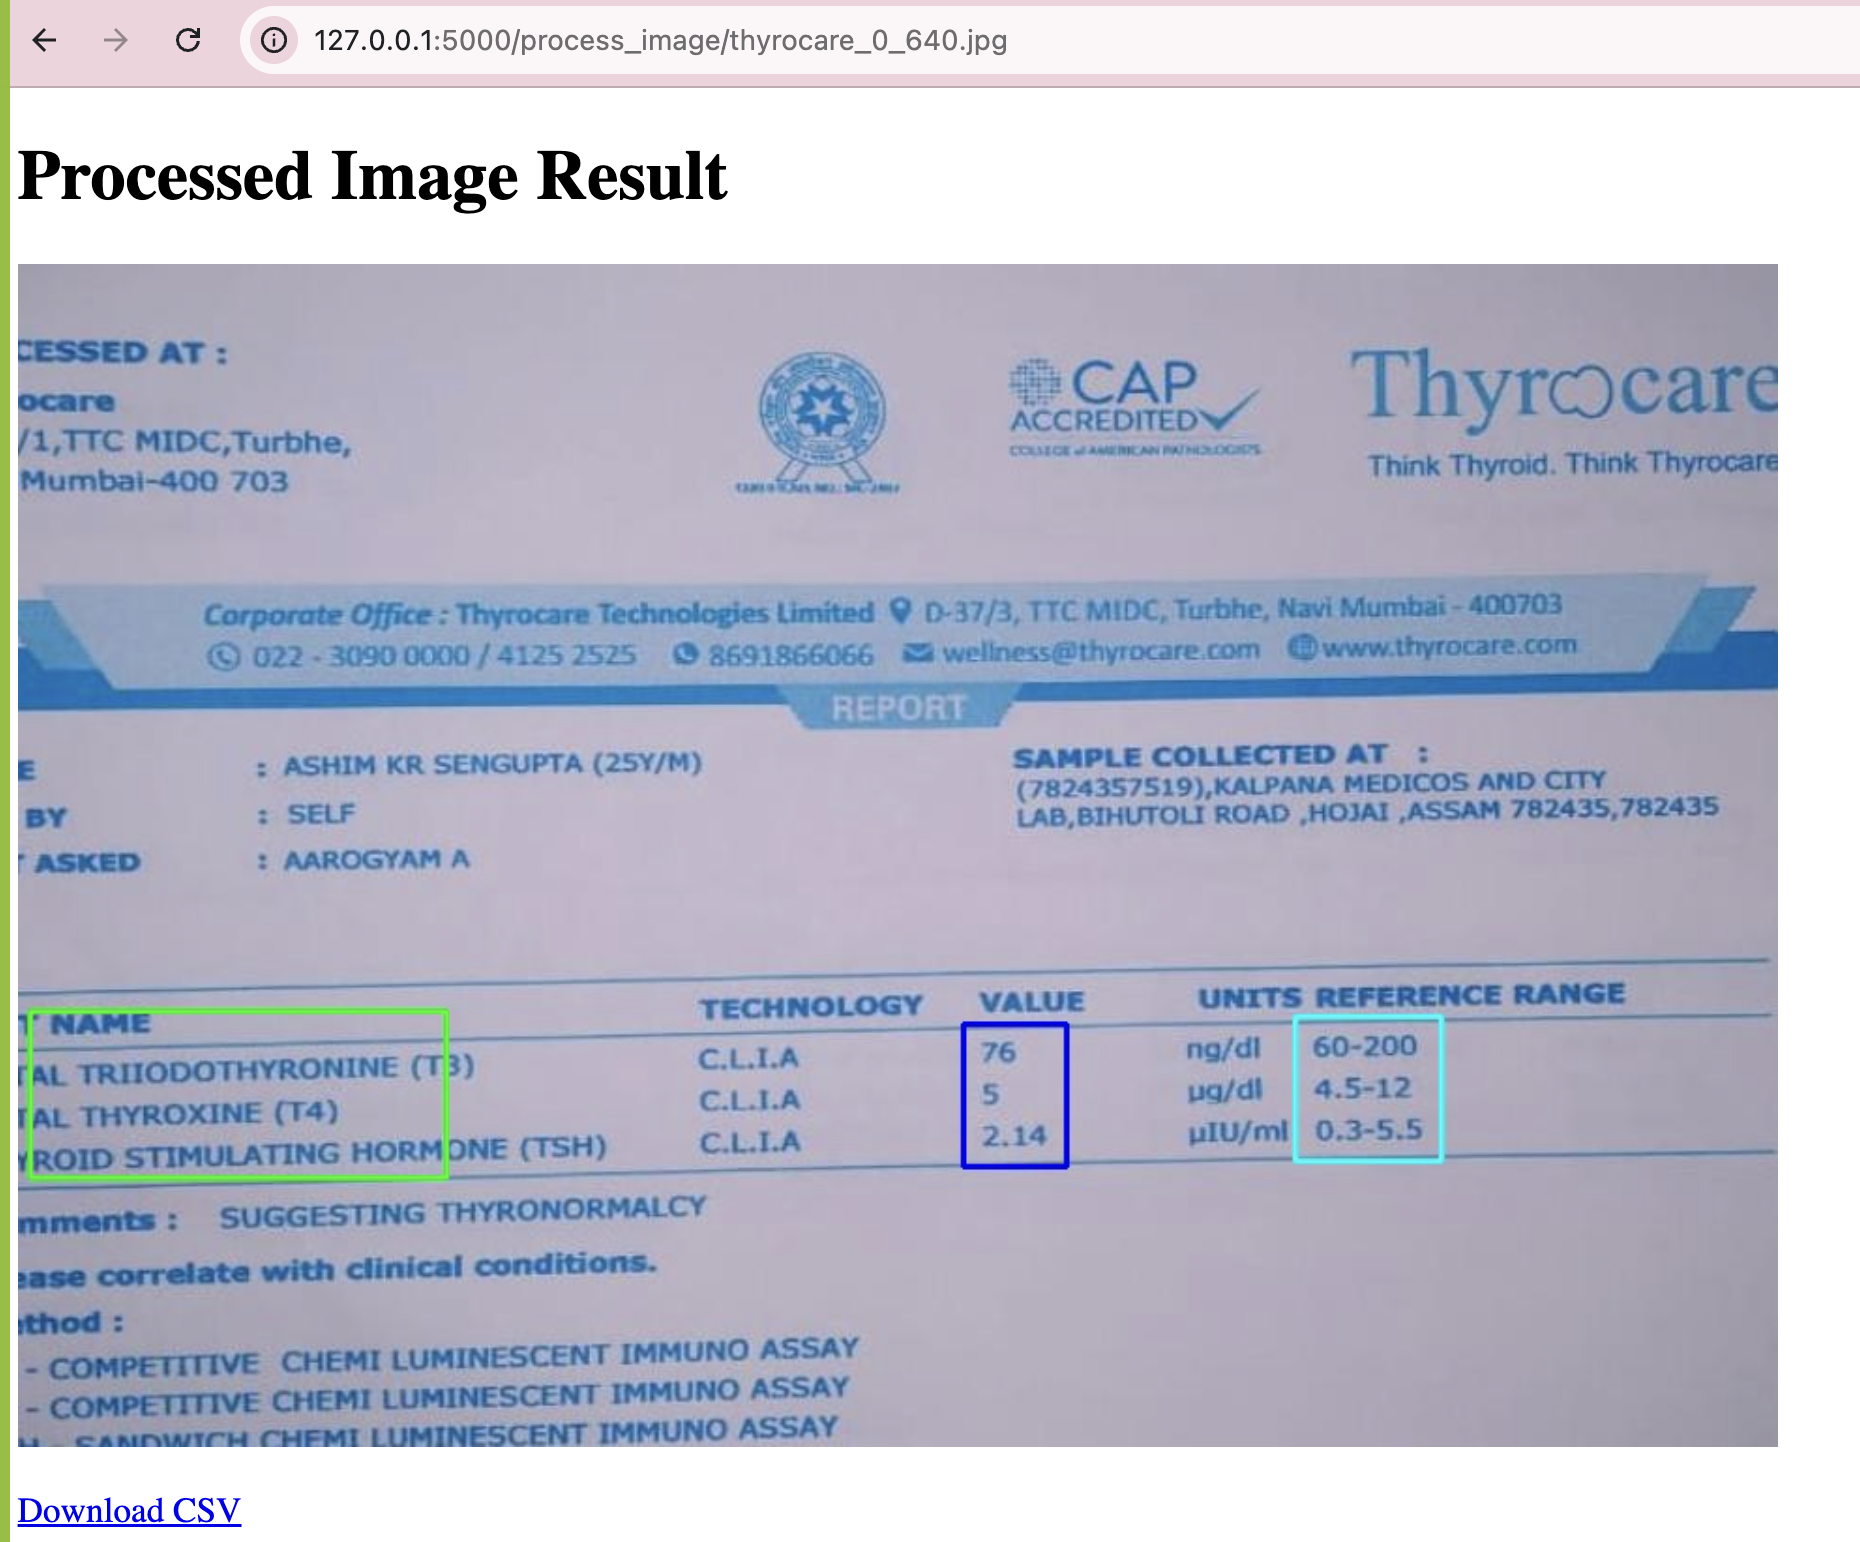 127.0.0.1:5000/process_image/thyrocare_0_640.jpg
Processed Image Result
CESSED AT :
ocare
/1,TTC MIDC,Turbhe,
Mumbai-400 703
CAP
ACCREDITED
COLLEGE of AMERICAN PATHOLOGISTS
Thyrocare
Think Thyroid. Think Thyrocare
Corporate Office : Thyrocare Technologies Limited D-37/3, TTC MIDC, Turbhe, Navi Mumbai - 400703
022 - 3090 0000 / 4125 2525 8691866066 wellness@thyrocare.com www.thyrocare.com
REPORT
E : ASHIM KR SENGUPTA (25Y/M)
BY : SELF
T ASKED : AAROGYAM A
SAMPLE COLLECTED AT :
(7824357519),KALPANA MEDICOS AND CITY
LAB,BIHUTOLI ROAD ,HOJAI ,ASSAM 782435,782435
T NAME TECHNOLOGY VALUE UNITS REFERENCE RANGE
TAL TRIIODOTHYRONINE (T3) C.L.I.A 76 ng/dl 60-200
TAL THYROXINE (T4) C.L.I.A 5 µg/dl 4.5-12
YROID STIMULATING HORMONE (TSH) C.L.I.A 2.14 µIU/ml 0.3-5.5
mments : SUGGESTING THYRONORMALCY
ease correlate with clinical conditions.
thod :
- COMPETITIVE CHEMI LUMINESCENT IMMUNO ASSAY
- COMPETITIVE CHEMI LUMINESCENT IMMUNO ASSAY
H - SANDWICH CHEMI LUMINESCENT IMMUNO ASSAY
Download CSV